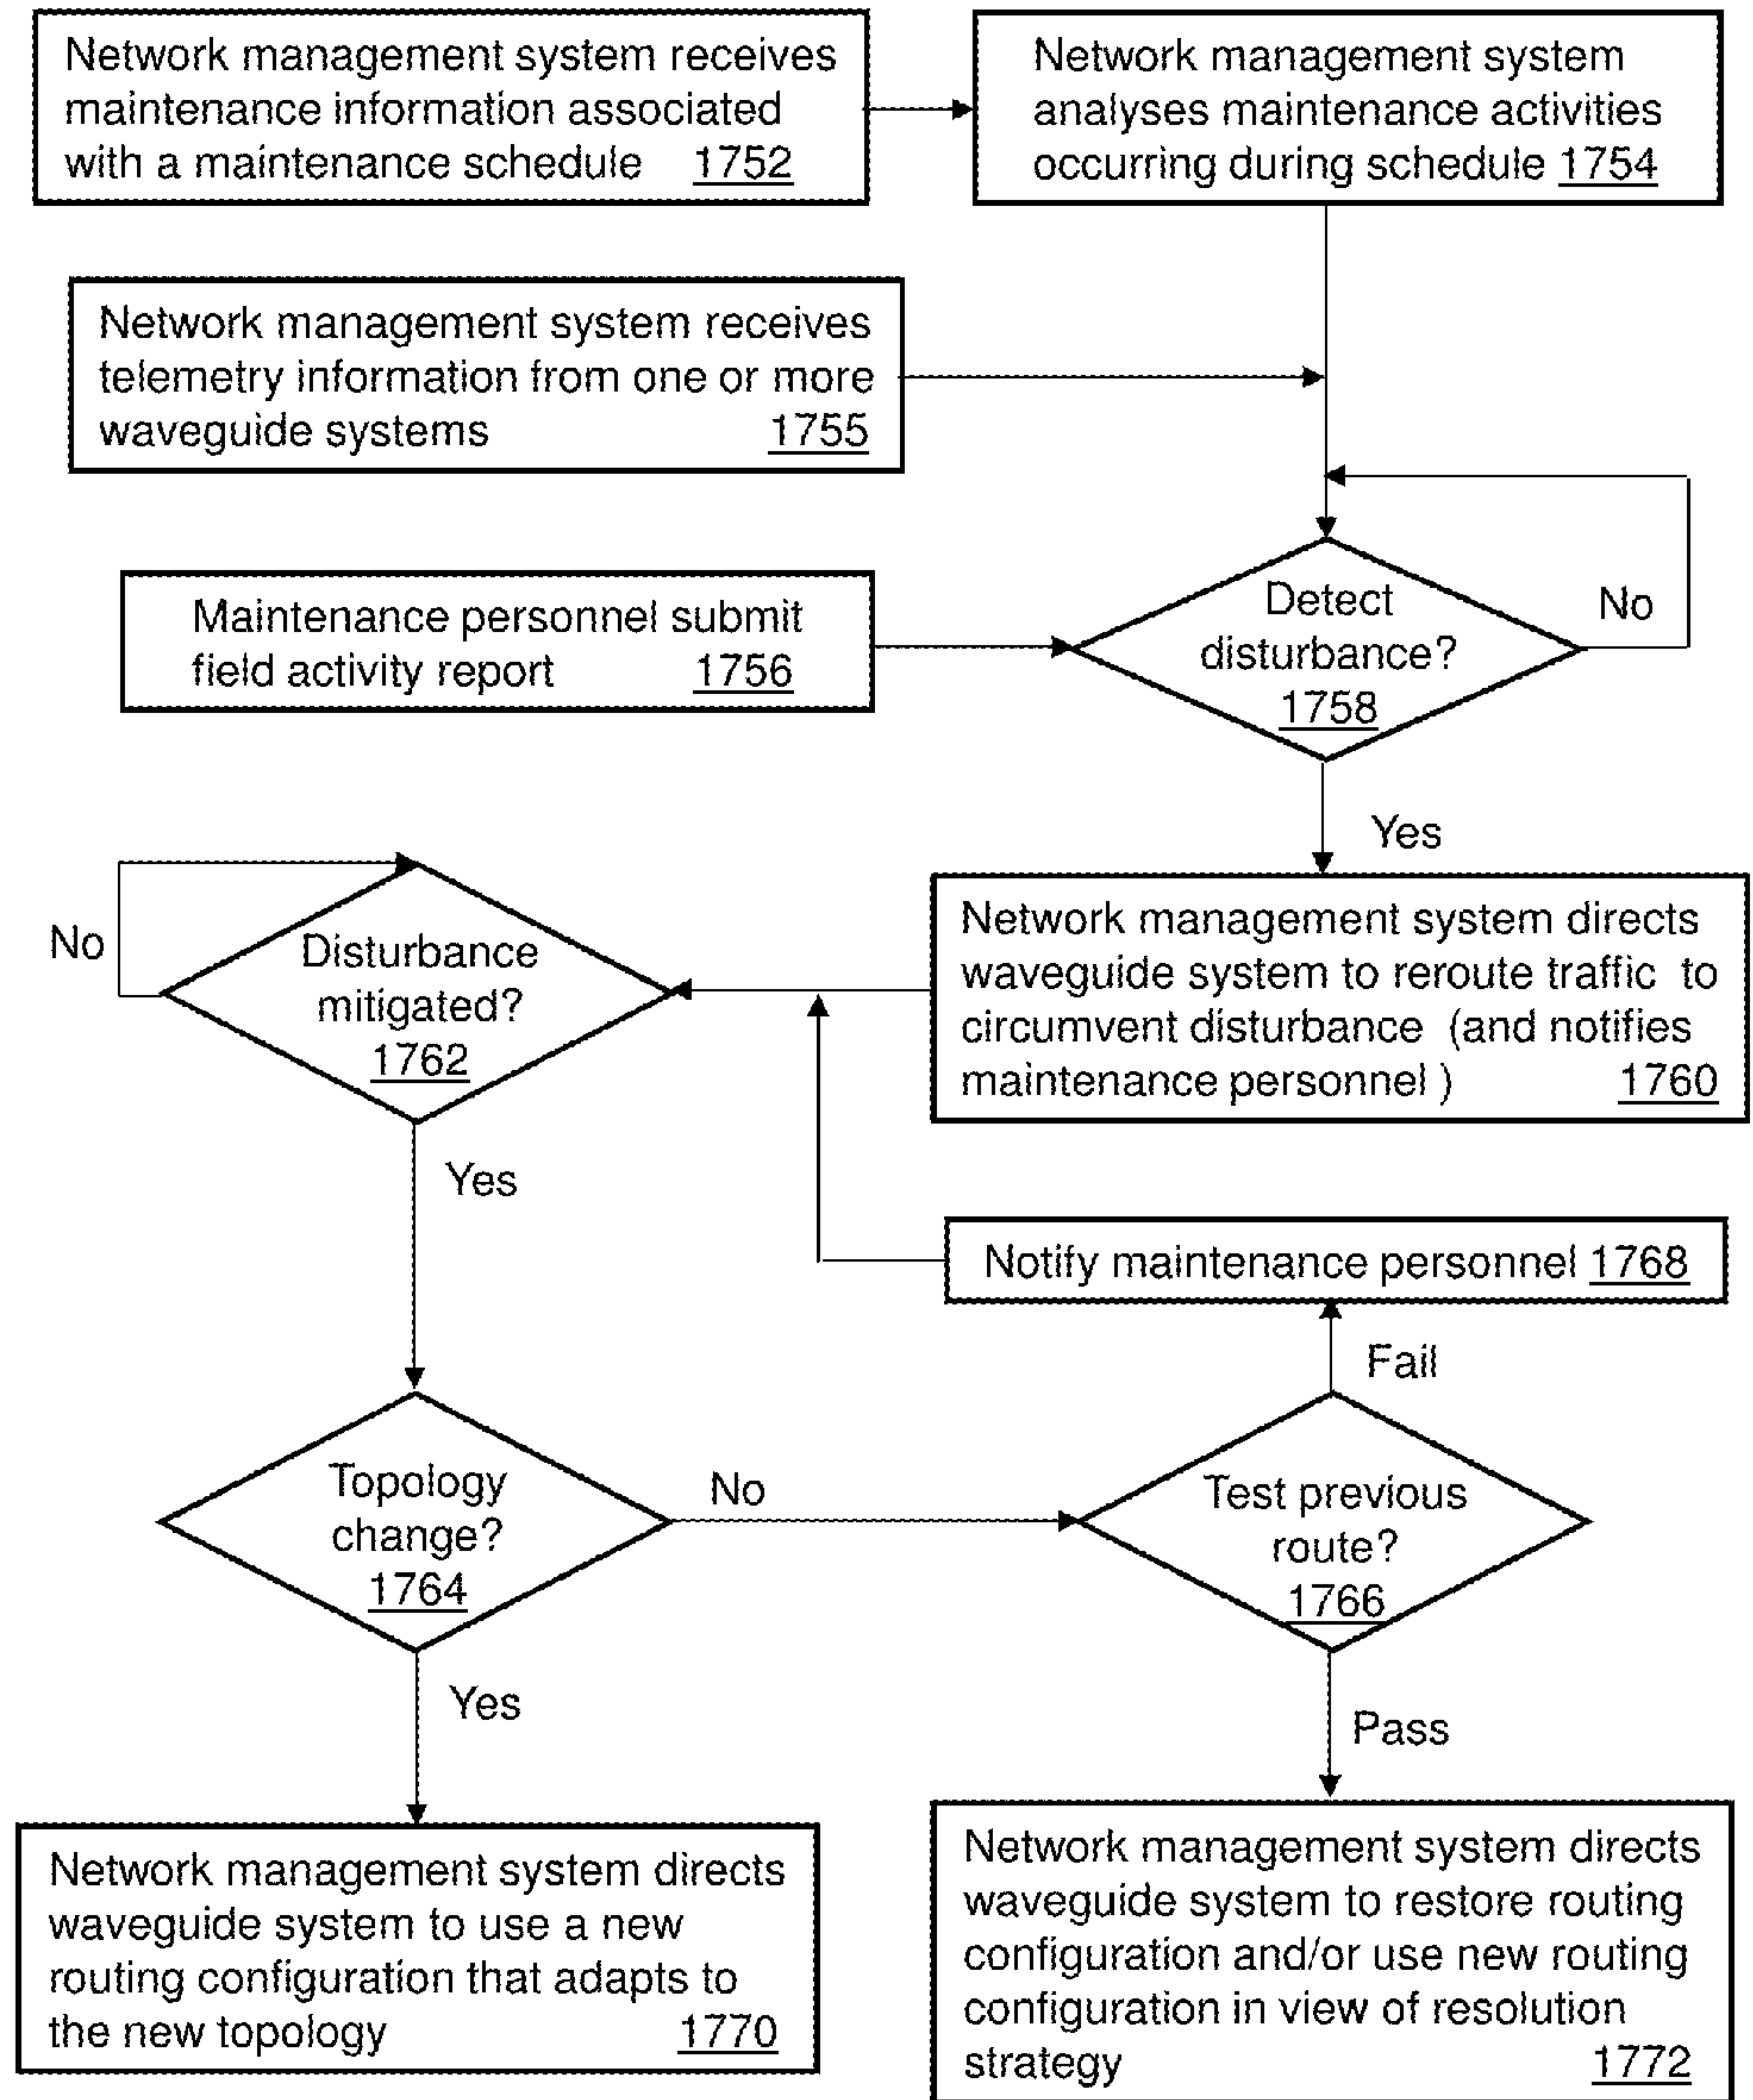 Network management system receives
maintenance information associated
with a maintenance schedule 1752
Network management system
analyses maintenance activities
occurring during schedule 1754
Network management system receives
telemetry information from one or more
waveguide systems 1755
Maintenance personnel submit
field activity report 1756
Detect
disturbance?
1758
No
Yes
Network management system directs
waveguide system to reroute traffic to
circumvent disturbance (and notifies
maintenance personnel ) 1760
Disturbance
mitigated?
1762
No
Yes
Notify maintenance personnel 1768
Fail
Topology
change?
1764
No
Test previous
route?
1766
Yes
Pass
Network management system directs
waveguide system to use a new
routing configuration that adapts to
the new topology 1770
Network management system directs
waveguide system to restore routing
configuration and/or use new routing
configuration in view of resolution
strategy 1772